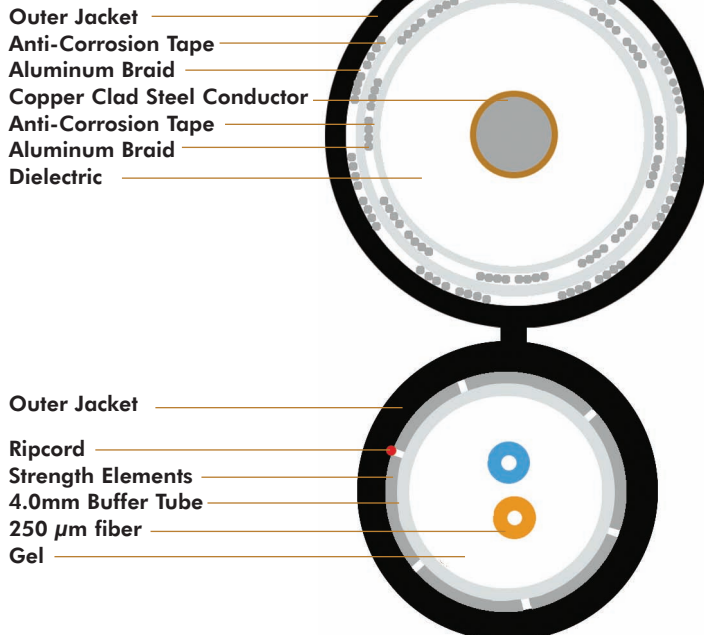 Outer Jacket
Anti-Corrosion Tape
Aluminum Braid
Copper Clad Steel Conductor
Anti-Corrosion Tape
Aluminum Braid
Dielectric
Outer Jacket
Ripcord
Strength Elements
4.0mm Buffer Tube
250 µm fiber
Gel